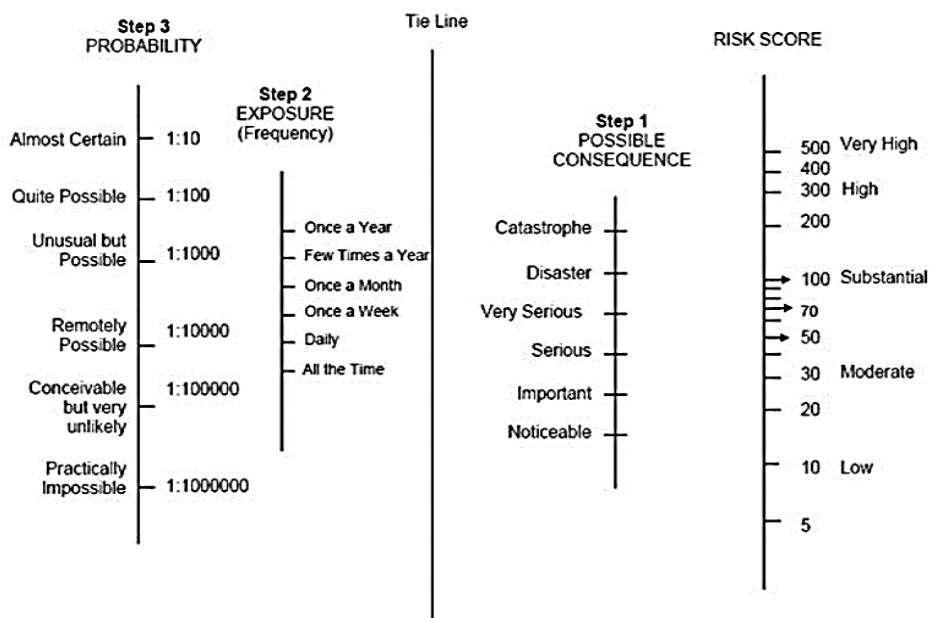 Step 3
PROBABILITY
Almost Certain 1:10
Quite Possible 1:100
Unusual but
Possible 1:1000
Remotely
Possible 1:10000
Conceivable 1:100000
but very
unlikely
Practically
Impossible 1:1000000
Step 2
EXPOSURE
(Frequency)
Once a Year
Few Times a Year
Once a Month
Once a Week
Daily
All the Time
Tie Line
Step 1
POSSIBLE
CONSEQUENCE
Catastrophe
Disaster
Very Serious
Serious
Important
Noticeable
RISK SCORE
500 Very High
400
300 High
200
100 Substantial
70
50
30 Moderate
20
10 Low
5